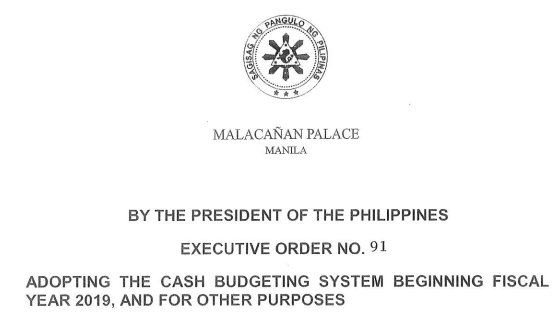 SAGISAG NG PANGULO NG PILIPINAS
MALACAÑAN PALACE
MANILA
BY THE PRESIDENT OF THE PHILIPPINES
EXECUTIVE ORDER NO. 91
ADOPTING THE CASH BUDGETING SYSTEM BEGINNING FISCAL
YEAR 2019, AND FOR OTHER PURPOSES